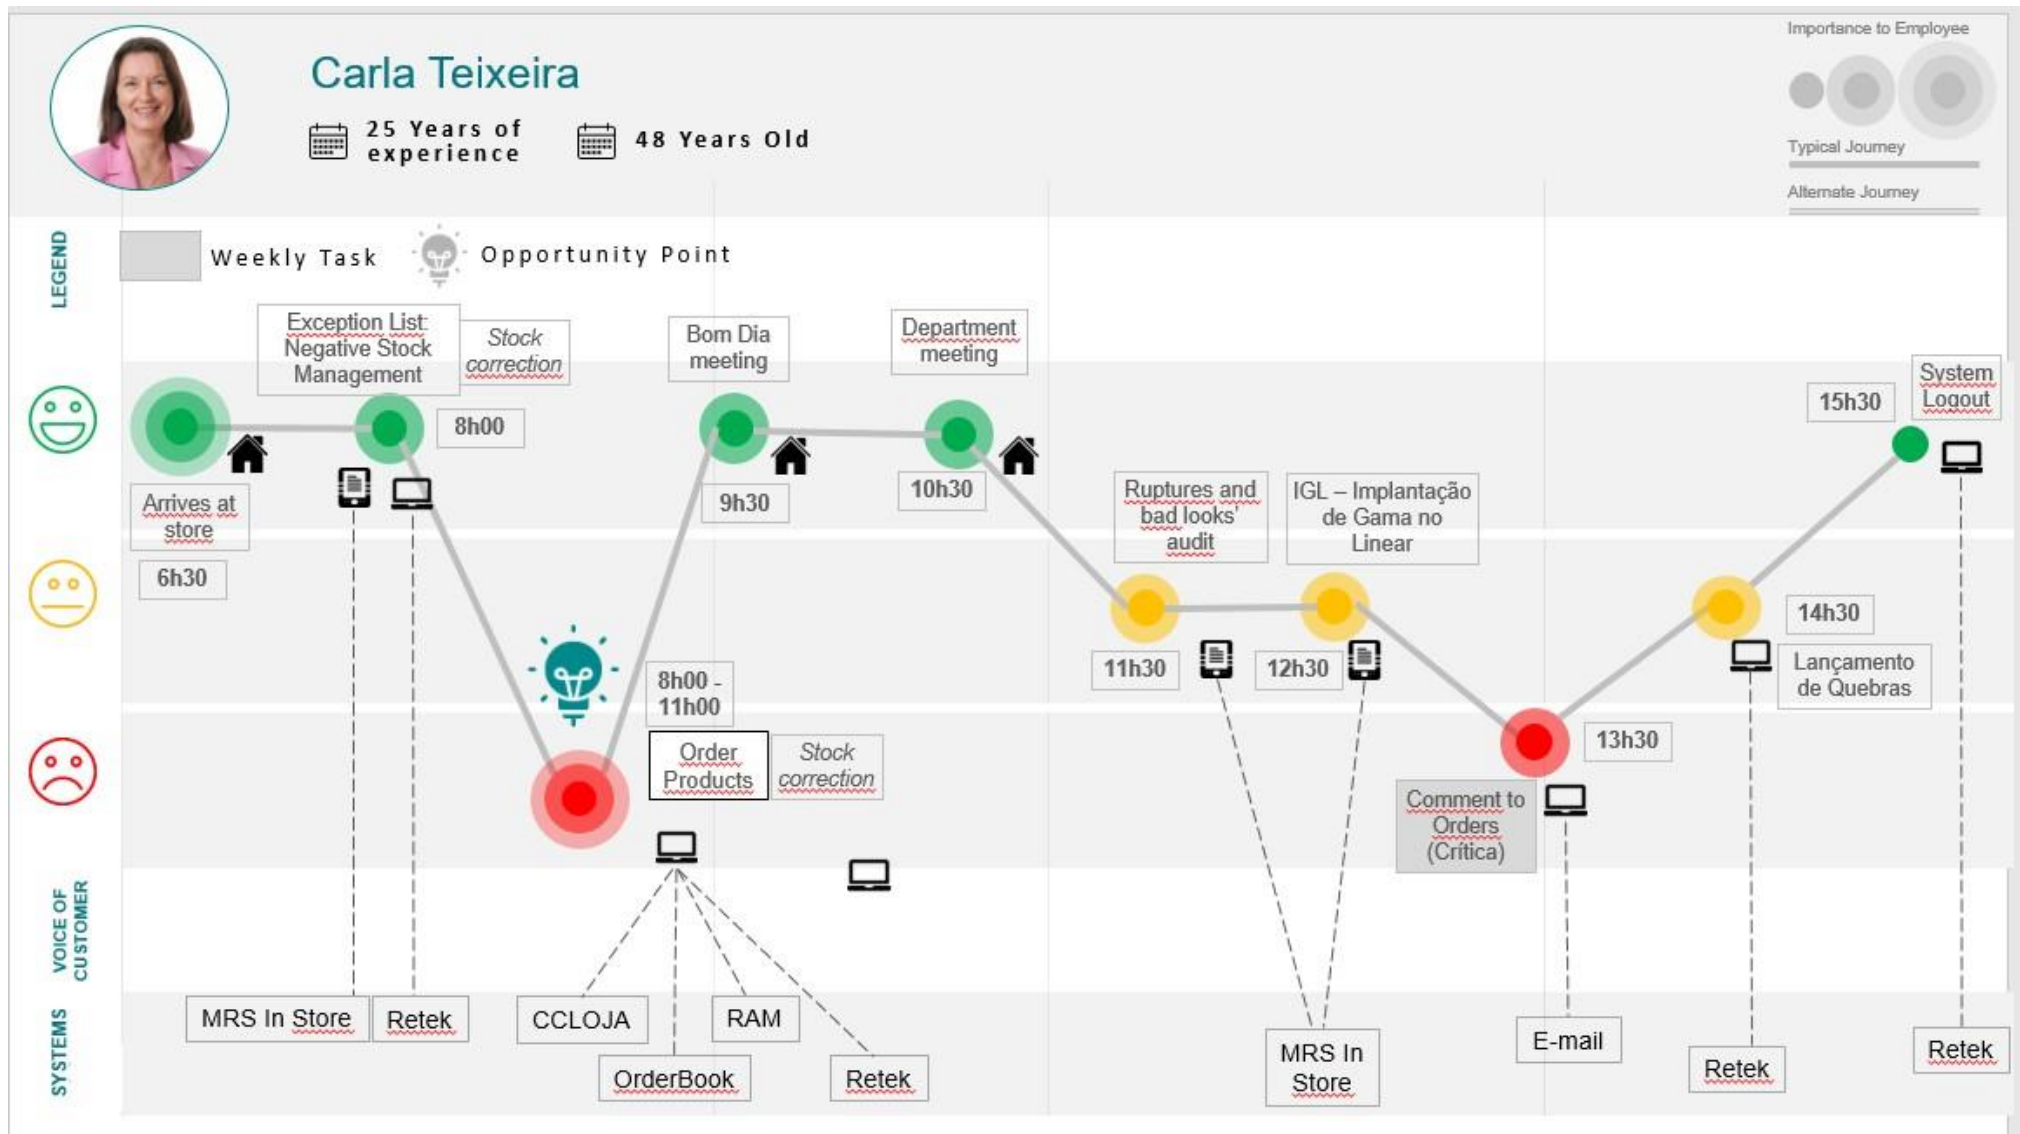 Carla Teixeira
25 Years of
experience
48 Years Old
Importance to Employee
Typical Journey
Alternate Journey
LEGEND
Weekly Task
Opportunity Point
Exception List:
Negative Stock
Management
Stock
correction
8h00
Arrives at
store
6h30
Bom Dia
meeting
9h30
Department
meeting
10h30
8h00 -
11h00
Order
Products
Stock
correction
Ruptures and
bad looks'
audit
11h30
IGL – Implantação
de Gama no
Linear
12h30
13h30
Comment to
Orders
(Crítica)
14h30
Lançamento
de Quebras
15h30
System
Logout
VOICE OF
CUSTOMER
SYSTEMS
MRS In Store
Retek
CCLOJA
OrderBook
RAM
Retek
MRS In
Store
E-mail
Retek
Retek